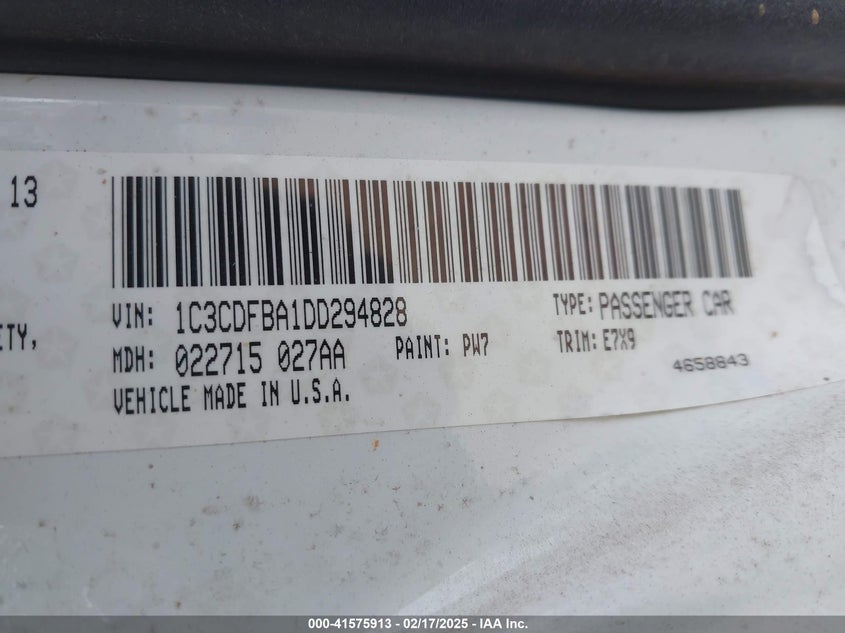 13
VIN: 1C3CDFBA1DD294828 TYPE: PASSENGER CAR
ETY,
MDH: 022715 027AA PAINT: PW7 TRIM: E7X9
4658843
VEHICLE MADE IN U.S.A.
000-41575913 - 02/17/2025 - IAA Inc.